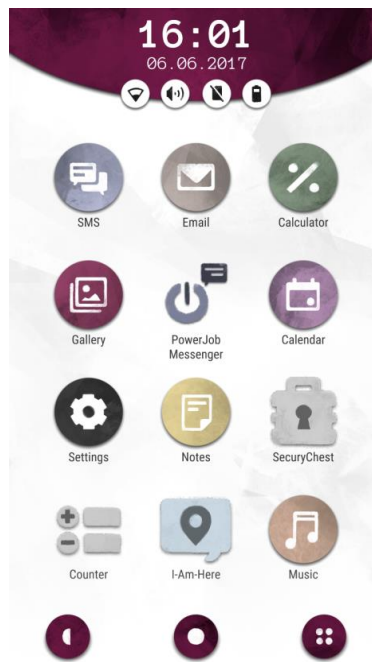 16:01
06.06.2017
SMS
Email
Calculator
Gallery
PowerJob
Messenger
Calendar
Settings
Notes
SecuryChest
Counter
I-Am-Here
Music